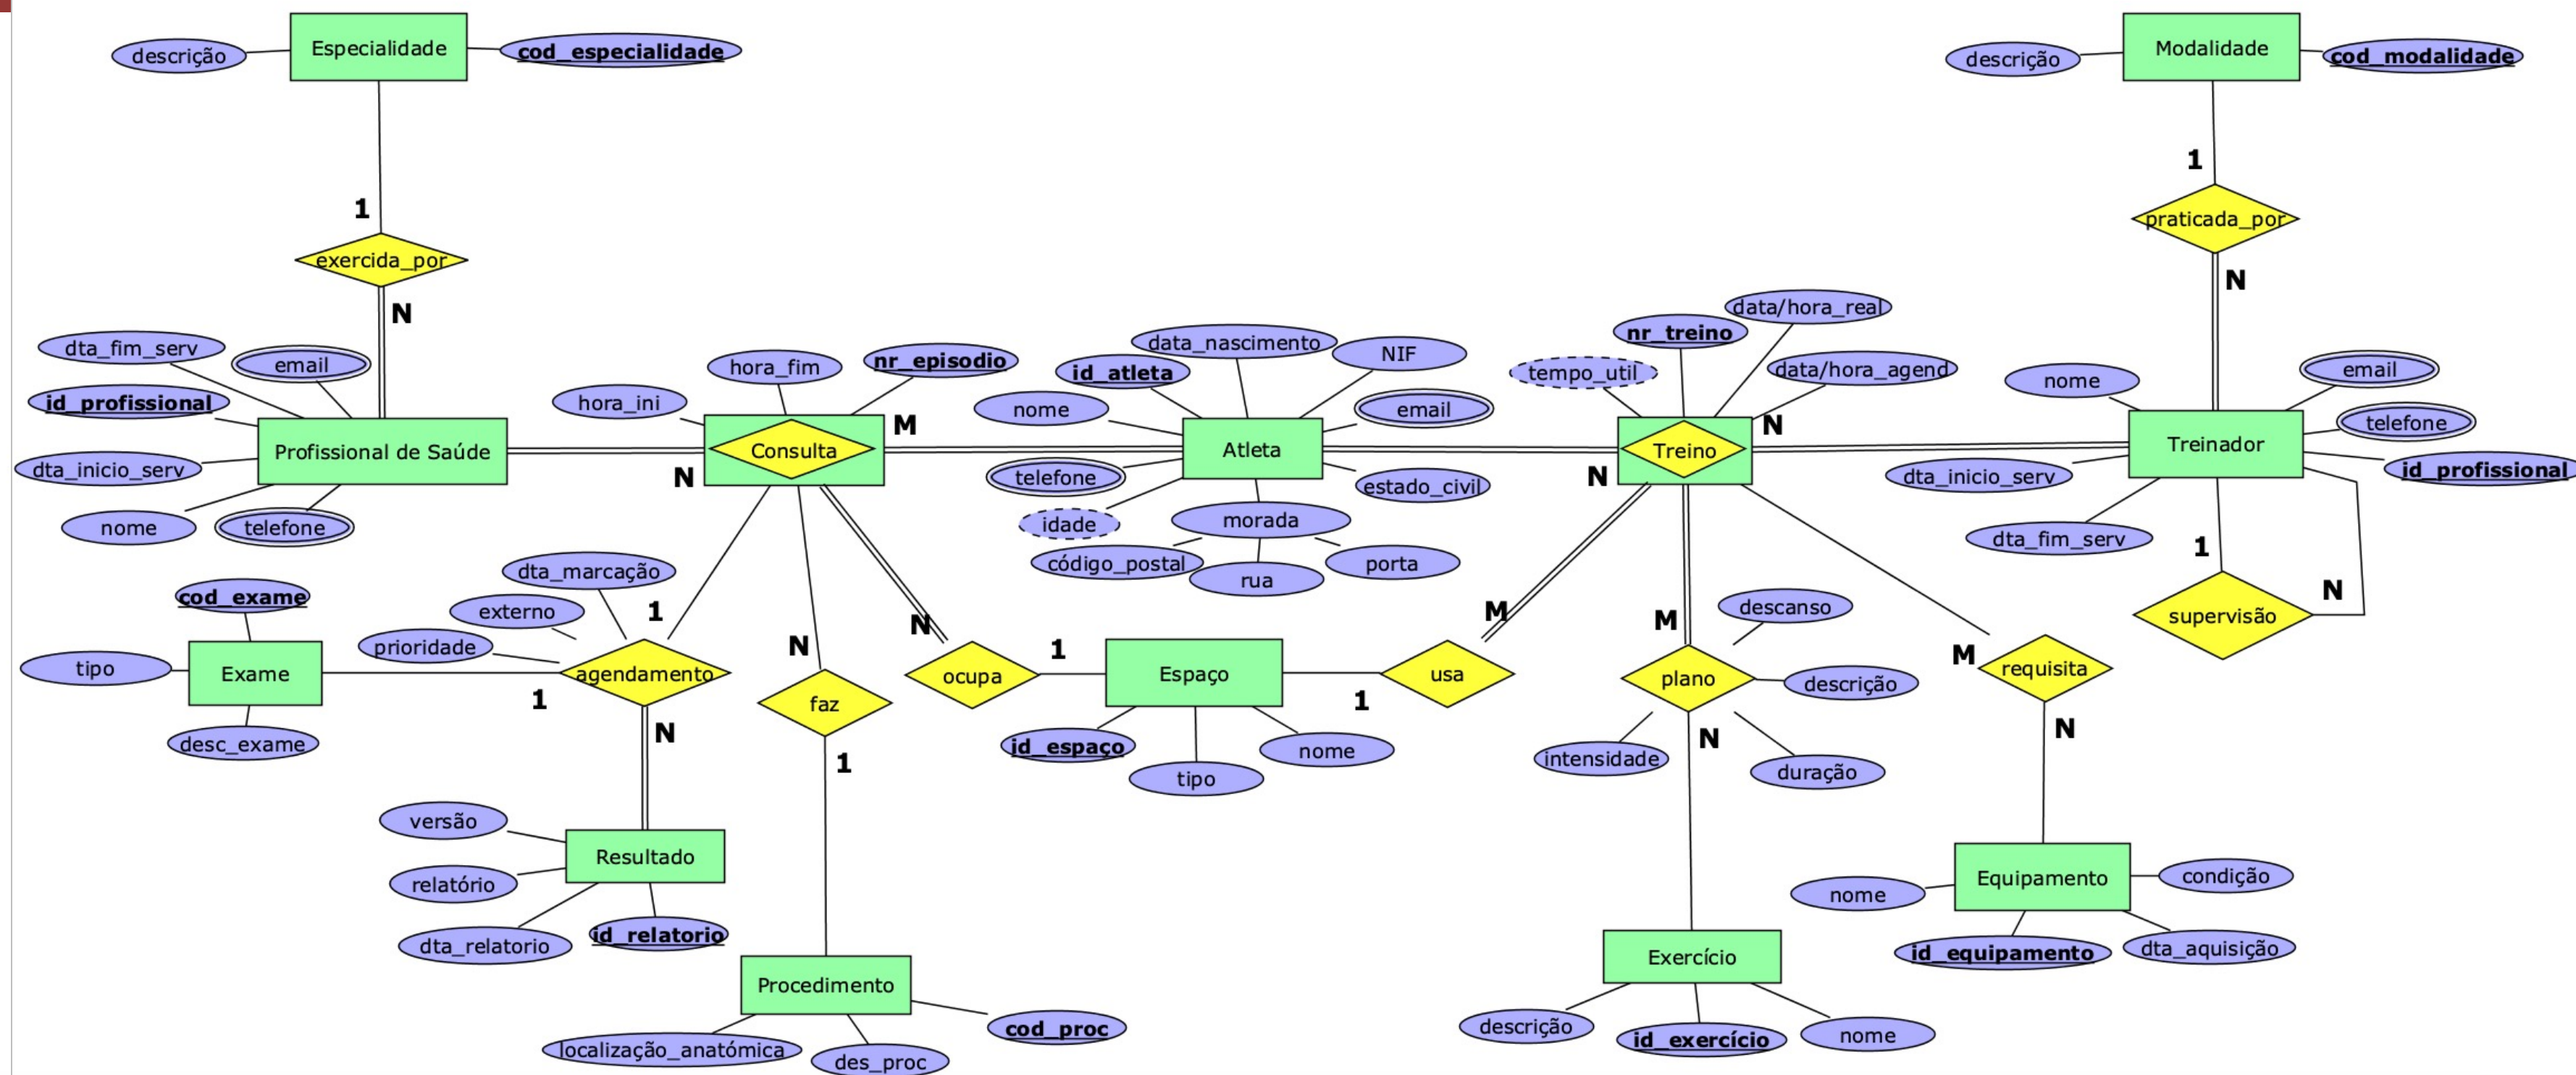 Especialidade
descrição
cod_especialidade
Modalidade
descrição
cod_modalidade
1
exercida_por
N
1
praticada_por
N
dta_fim_serv
email
id_profissional
Profissional de Saúde
dta_inicio_serv
nome
telefone
hora_ini
hora_fim
nr_episodio
Consulta
M
N
nome
id_atleta
data_nascimento
NIF
email
Atleta
telefone
idade
morada
estado_civil
código_postal
rua
porta
tempo_util
nr_treino
data/hora_real
data/hora_agend
Treino
N
N
nome
email
telefone
Treinador
id_profissional
dta_inicio_serv
dta_fim_serv
1
N
supervisão
cod_exame
tipo
Exame
desc_exame
dta_marcação
externo
prioridade
1
agendamento
1
N
N
faz
1
N
ocupa
1
Espaço
id_espaço
tipo
nome
1
usa
M
M
plano
descanso
descrição
intensidade
duração
N
M
requisita
N
versão
relatório
Resultado
dta_relatorio
id_relatorio
Procedimento
cod_proc
localização_anatómica
des_proc
Exercício
descrição
id_exercício
nome
Equipamento
nome
condição
id_equipamento
dta_aquisição